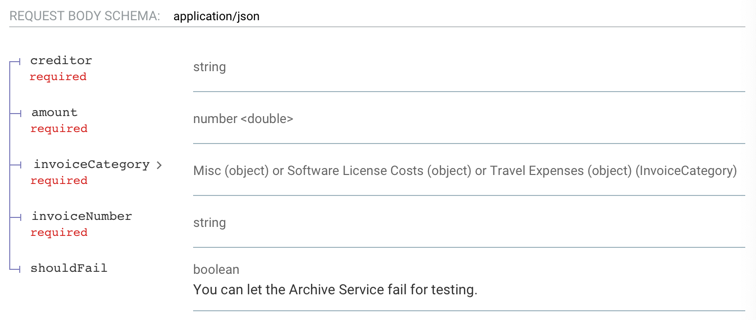 REQUEST BODY SCHEMA: application/json
creditor
required
string
amount
required
number <double>
invoiceCategory >
required
Misc (object) or Software License Costs (object) or Travel Expenses (object) (InvoiceCategory)
invoiceNumber
required
string
shouldFail
boolean
You can let the Archive Service fail for testing.